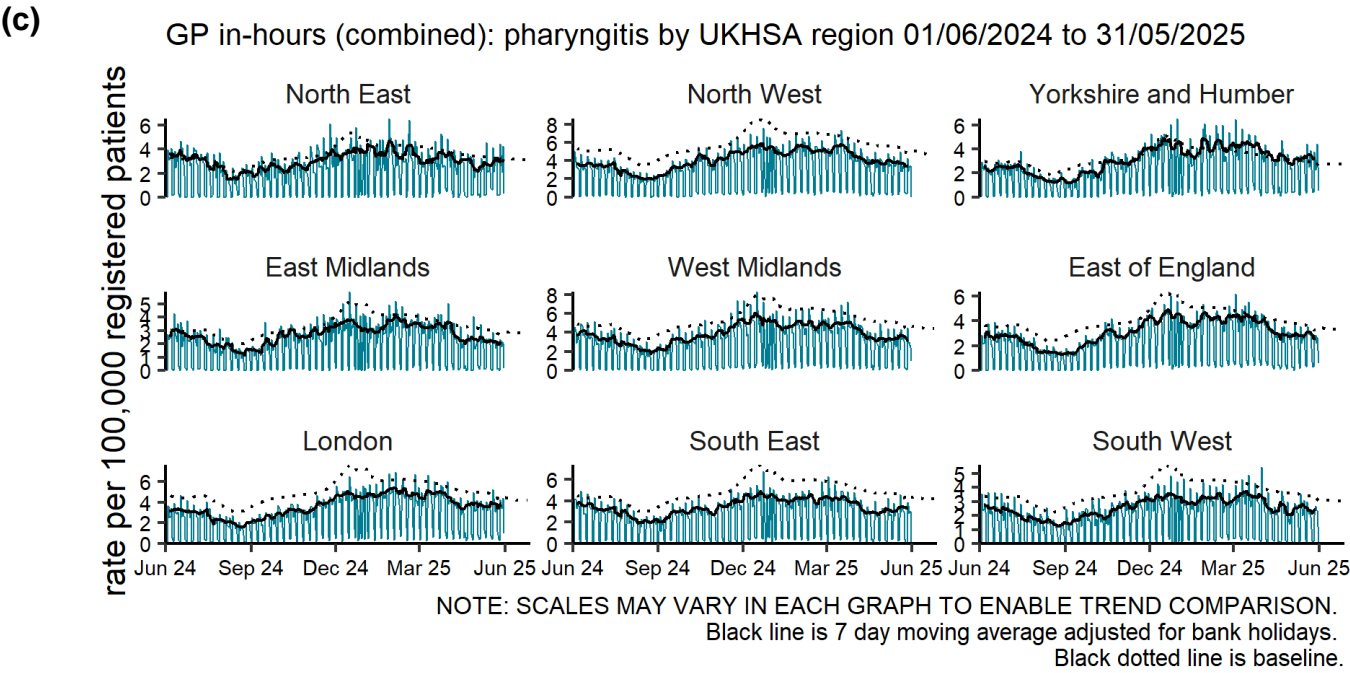 (c)
GP in-hours (combined): pharyngitis by UKHSA region 01/06/2024 to 31/05/2025
rate per 100,000 registered patients
North East
6
4
2
0
North West
8
6
4
2
0
Yorkshire and Humber
6
4
2
0
East Midlands
5
4
3
2
1
0
West Midlands
8
6
4
2
0
East of England
6
4
2
0
London
6
4
2
0
South East
6
4
2
0
South West
5
4
3
2
1
0
Jun 24 Sep 24 Dec 24 Mar 25 Jun 25
Jun 24 Sep 24 Dec 24 Mar 25 Jun 25
Jun 24 Sep 24 Dec 24 Mar 25 Jun 25
NOTE: SCALES MAY VARY IN EACH GRAPH TO ENABLE TREND COMPARISON.
Black line is 7 day moving average adjusted for bank holidays.
Black dotted line is baseline.